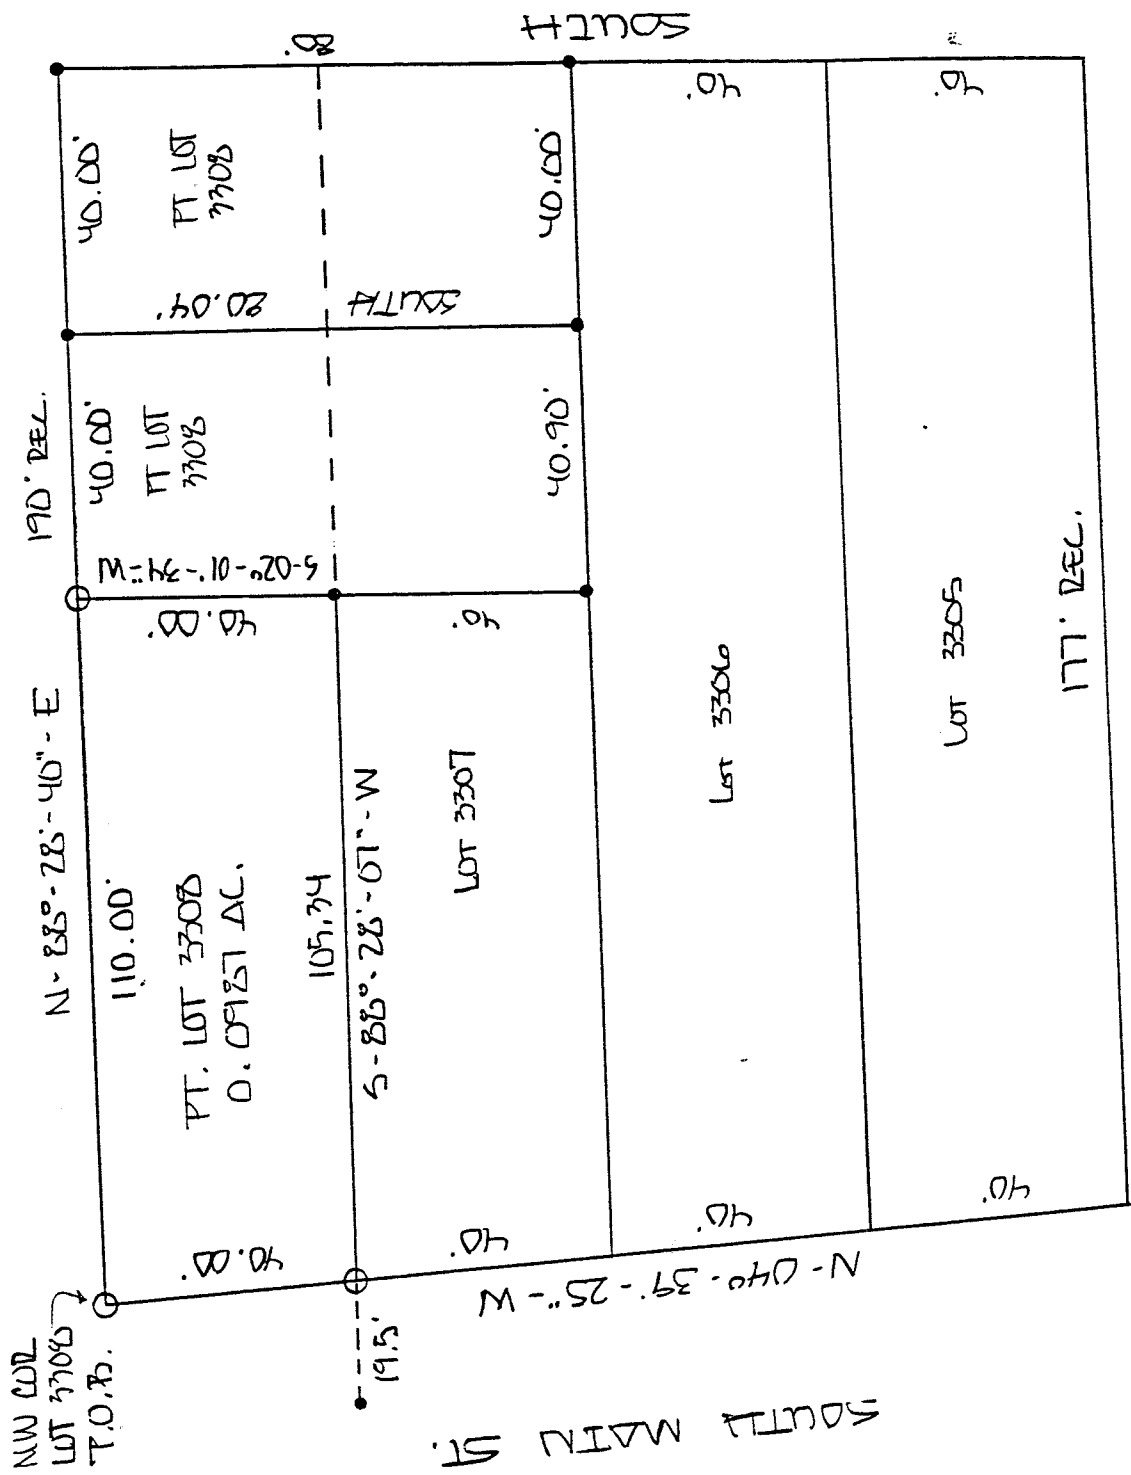 NW COR
LOT 3308
T.O.B.
N-88°-28'-40"-E
190' REC.
110.00'
40.00'
40.00'
PT. LOT 3308
0.0987 AC.
PT LOT
3308
PT. LOT
3308
40.00'
S-02°-01'-34"-W
40.00'
80.04'
SOUTH
80'
SOUTH
105.34
S-88°-28'-07"-W
19.5'
LOT 3307
40'
40'
40.90'
40.00'
LOT 3306
40'
40'
LOT 3305
40'
40'
177' REC.
N-04°-39'-25"-W
SOUTH MAIN ST.